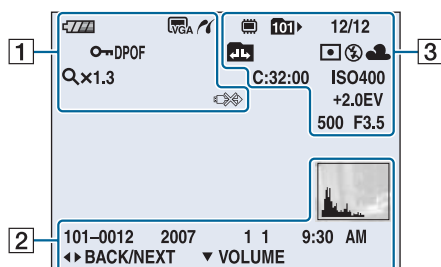 VGA 101 12/12
DPOF
×1.3 C:32:00 ISO400
+2.0EV
500 F3.5
1
2
3
101–0012 2007 1 1 9:30 AM
BACK/NEXT VOLUME